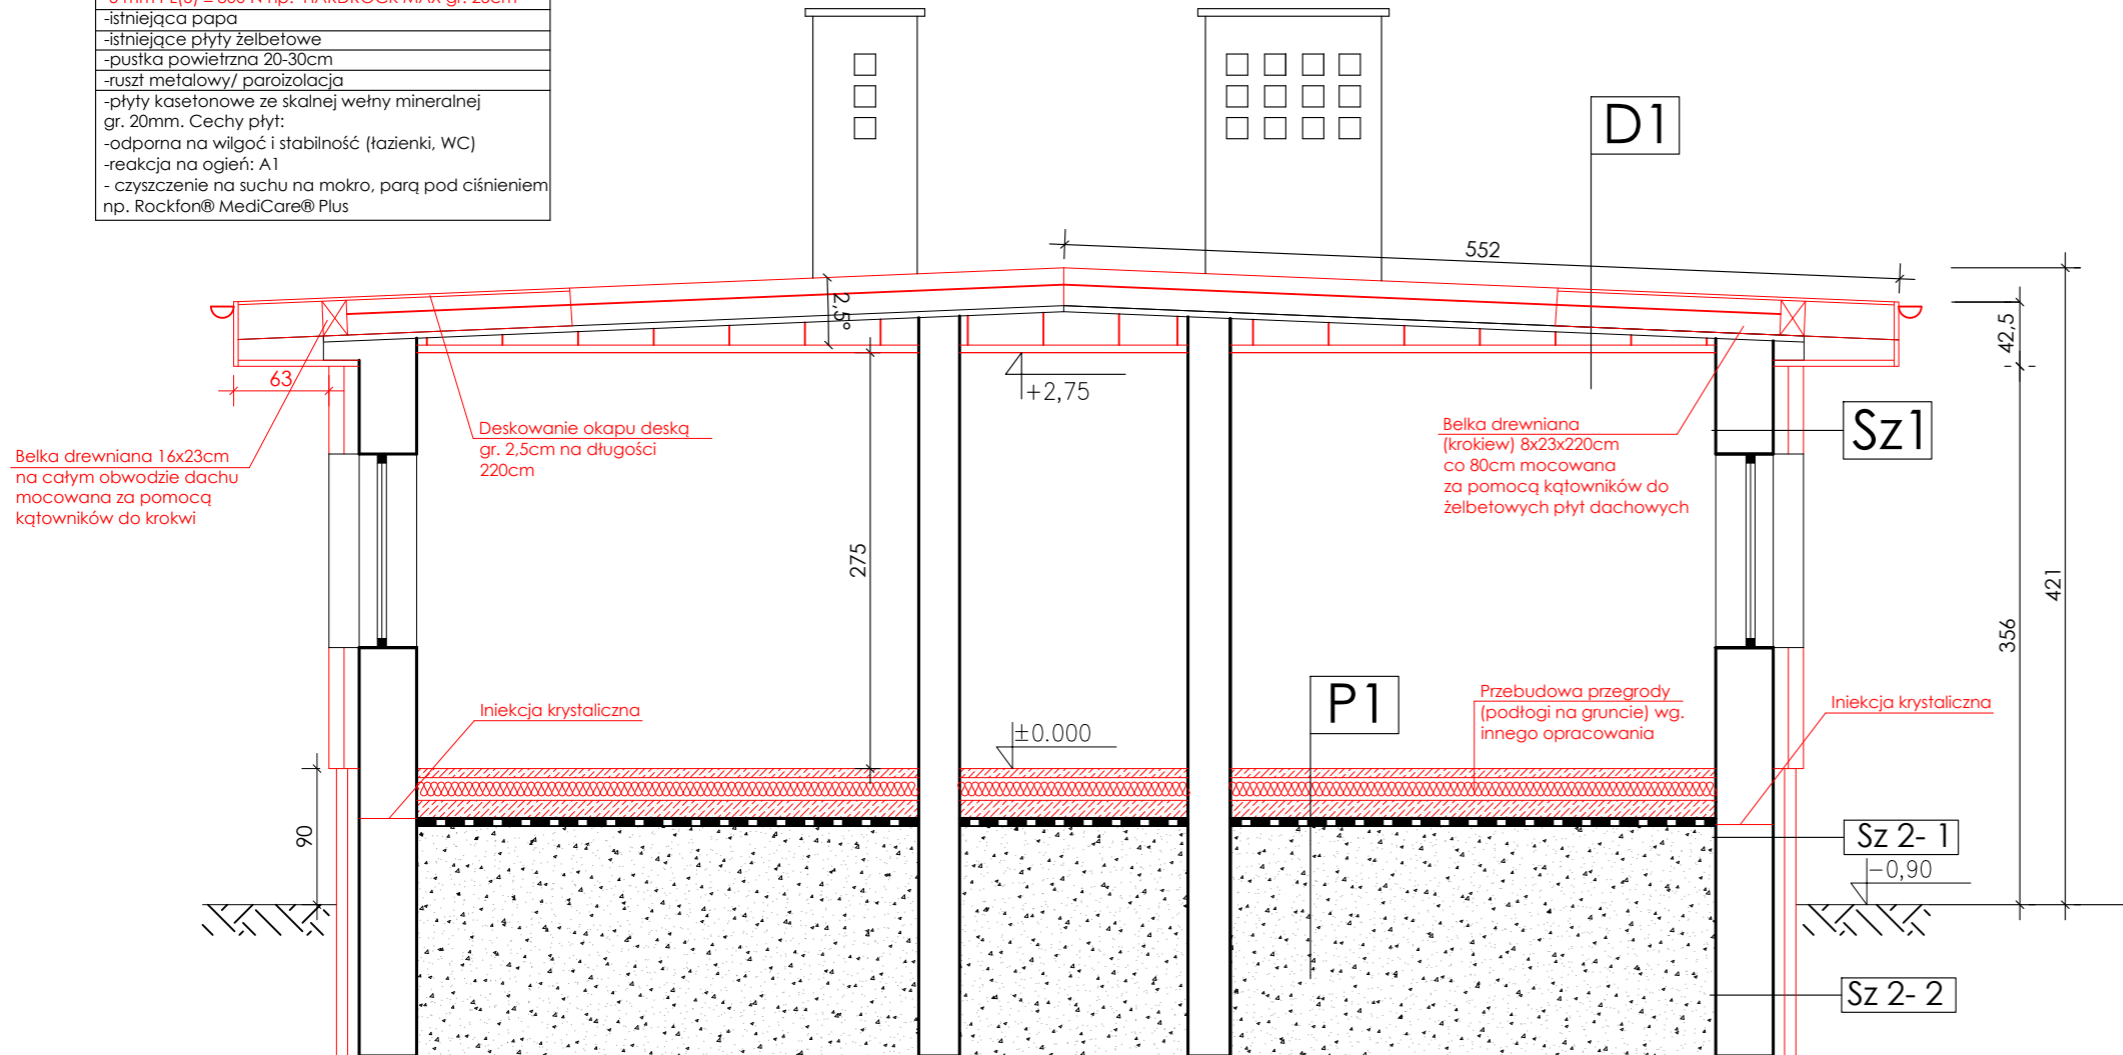 -istniejąca papa
-istniejące płyty żelbetowe
-pustka powietrzna 20-30cm
-ruszt metalowy/ paroizolacja
-płyty kasetonowe ze skalnej wełny mineralnej
gr. 20mm. Cechy płyt:
-odporna na wilgoć i stabilność (łazienki, WC)
-reakcja na ogień: A1
- czyszczenie na suchu na mokro, parą pod ciśnieniem
np. Rockfon® MediCare® Plus
D1
552
2,5°
42,5
63
+2,75
Sz1
Deskowanie okapu deską
gr. 2,5cm na długości
220cm
Belka drewniana
(krokiew) 8x23x220cm
co 80cm mocowana
za pomocą kątowników do
żelbetowych płyt dachowych
Belka drewniana 16x23cm
na całym obwodzie dachu
mocowana za pomocą
kątowników do krokwi
275
421
356
Iniekcja krystaliczna
P1
Przebudowa przegrody
(podłogi na gruncie) wg.
innego opracowania
Iniekcja krystaliczna
±0.000
90
Sz 2- 1
-0,90
Sz 2- 2